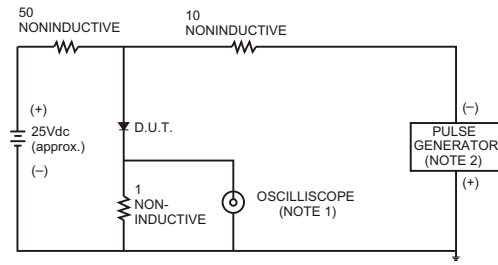 50
NONINDUCTIVE
10
NONINDUCTIVE
(+)
25Vdc
(approx.)
(–)
D.U.T.
1
NON-
INDUCTIVE
OSCILLISCOPE
(NOTE 1)
(–)
PULSE
GENERATOR
(NOTE 2)
(+)